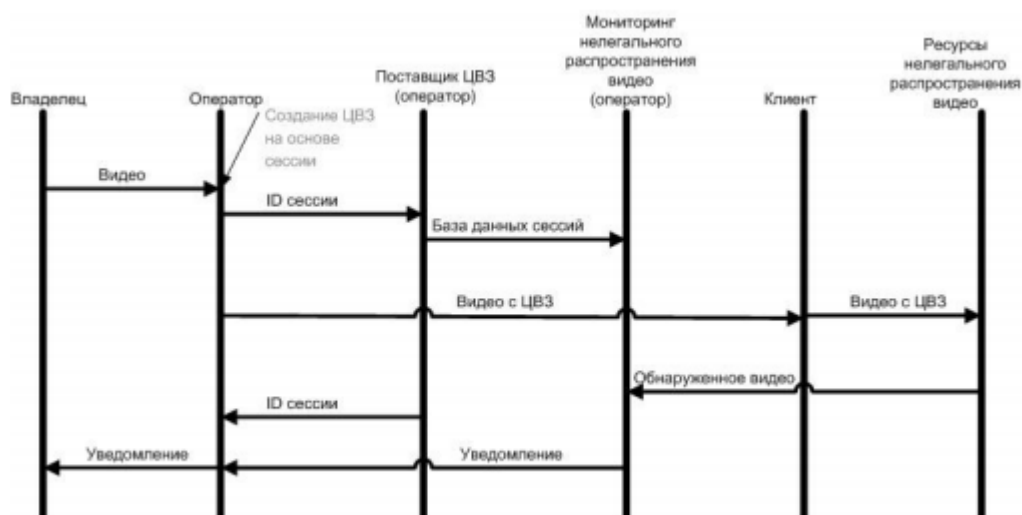 Владелец
Оператор
Поставщик ЦВЗ
(оператор)
Мониторинг
нелегального
распространения
видео
(оператор)
Клиент
Ресурсы
нелегального
распространения
видео
Создание ЦВЗ
на основе
сессии
Видео
ID сессии
База данных сессий
Видео с ЦВЗ
Видео с ЦВЗ
Обнаруженное видео
ID сессии
Уведомление
Уведомление